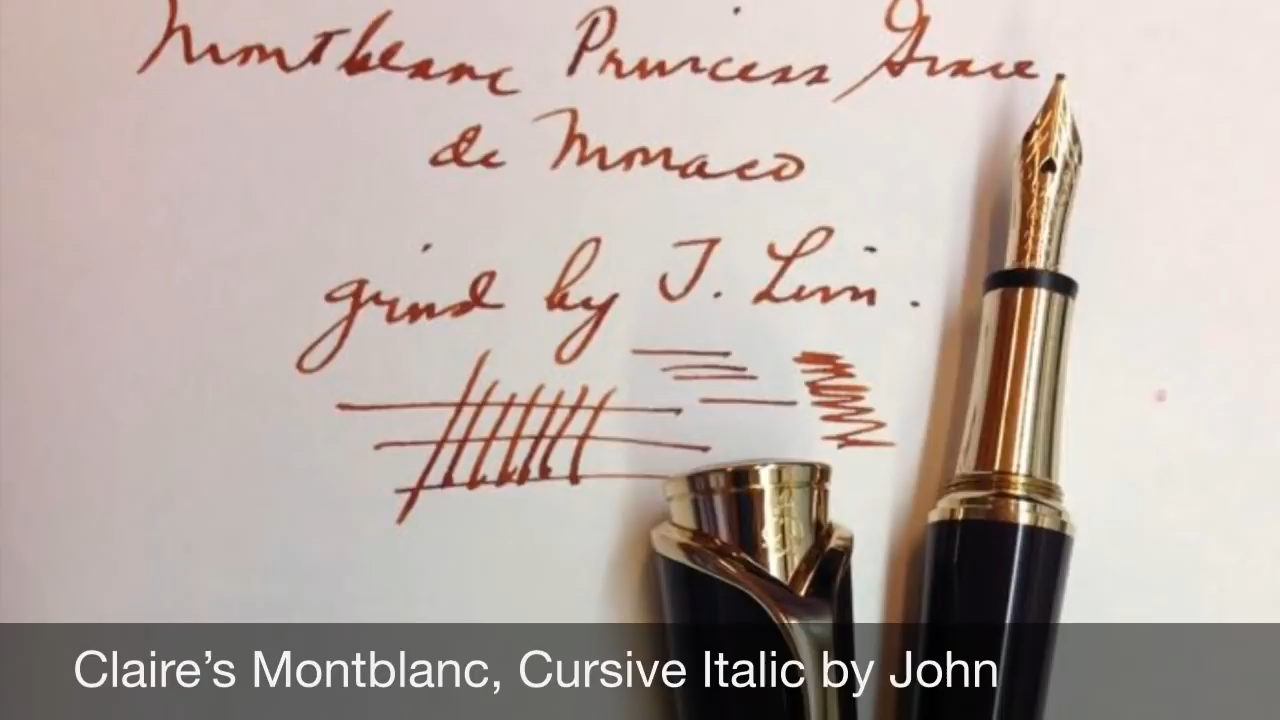 Montblanc Princess Grace
de Monaco
grind by J. Lim.
Claire’s Montblanc, Cursive Italic by John